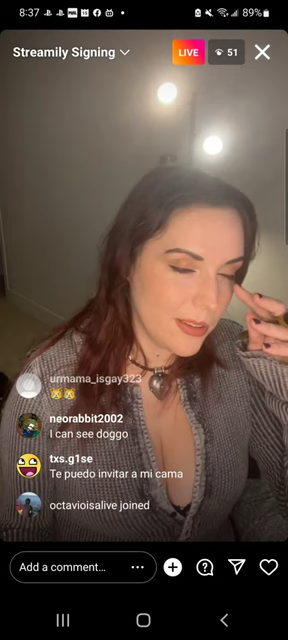 8:37
89%
Streamily Signing
LIVE
51
urmama_isgay323
neorabbit2002
I can see doggo
txs.g1se
Te puedo invitar a mi cama
octavioisalive joined
Add a comment...